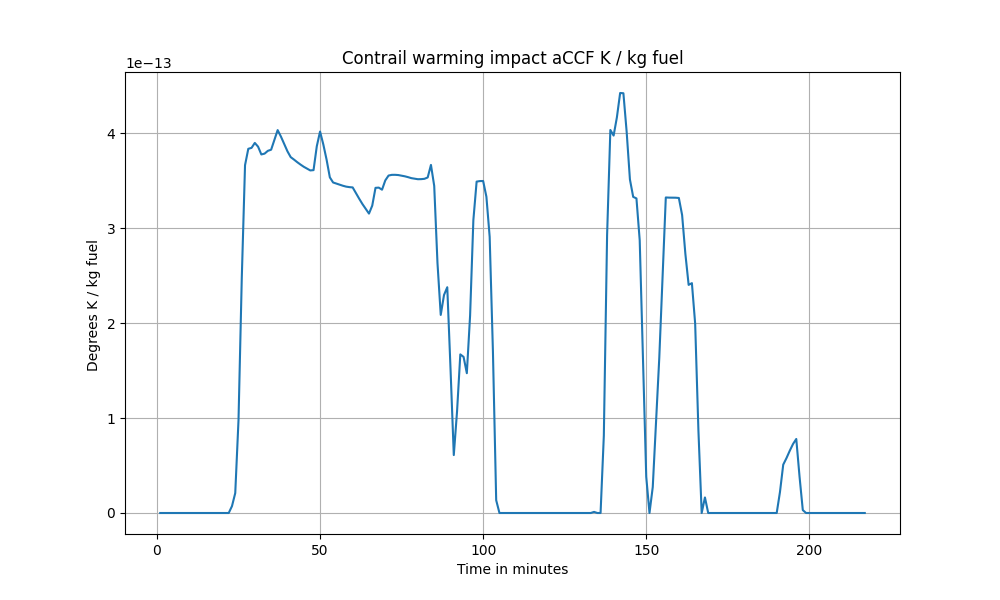 Contrail warming impact aCCF K / kg fuel
1e−13
4
3
2
1
0
Degrees K / kg fuel
0 50 100 150 200
Time in minutes